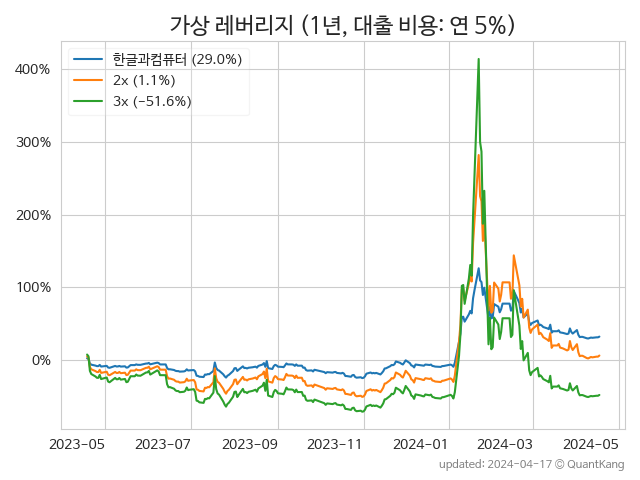 가상 레버리지 (1년, 대출 비용: 연 5%)
한글과컴퓨터 (29.0%)
2x (1.1%)
3x (−51.6%)
400%
300%
200%
100%
0%
2023-05 2023-07 2023-09 2023-11 2024-01 2024-03 2024-05
updated: 2024-04-17 © QuantKang